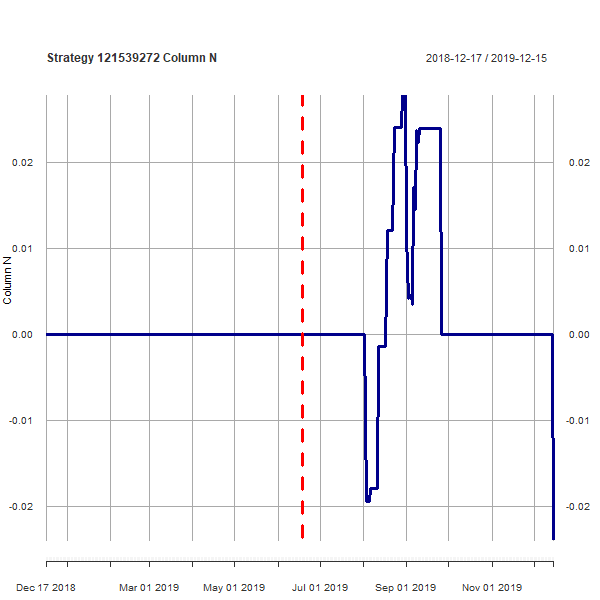 Strategy 121539272 Column N
2018-12-17 / 2019-12-15
0.02 0.02
0.01 0.01
Column N
0.00 0.00
-0.01 -0.01
-0.02 -0.02
Dec 17 2018 Mar 01 2019 May 01 2019 Jul 01 2019 Sep 01 2019 Nov 01 2019